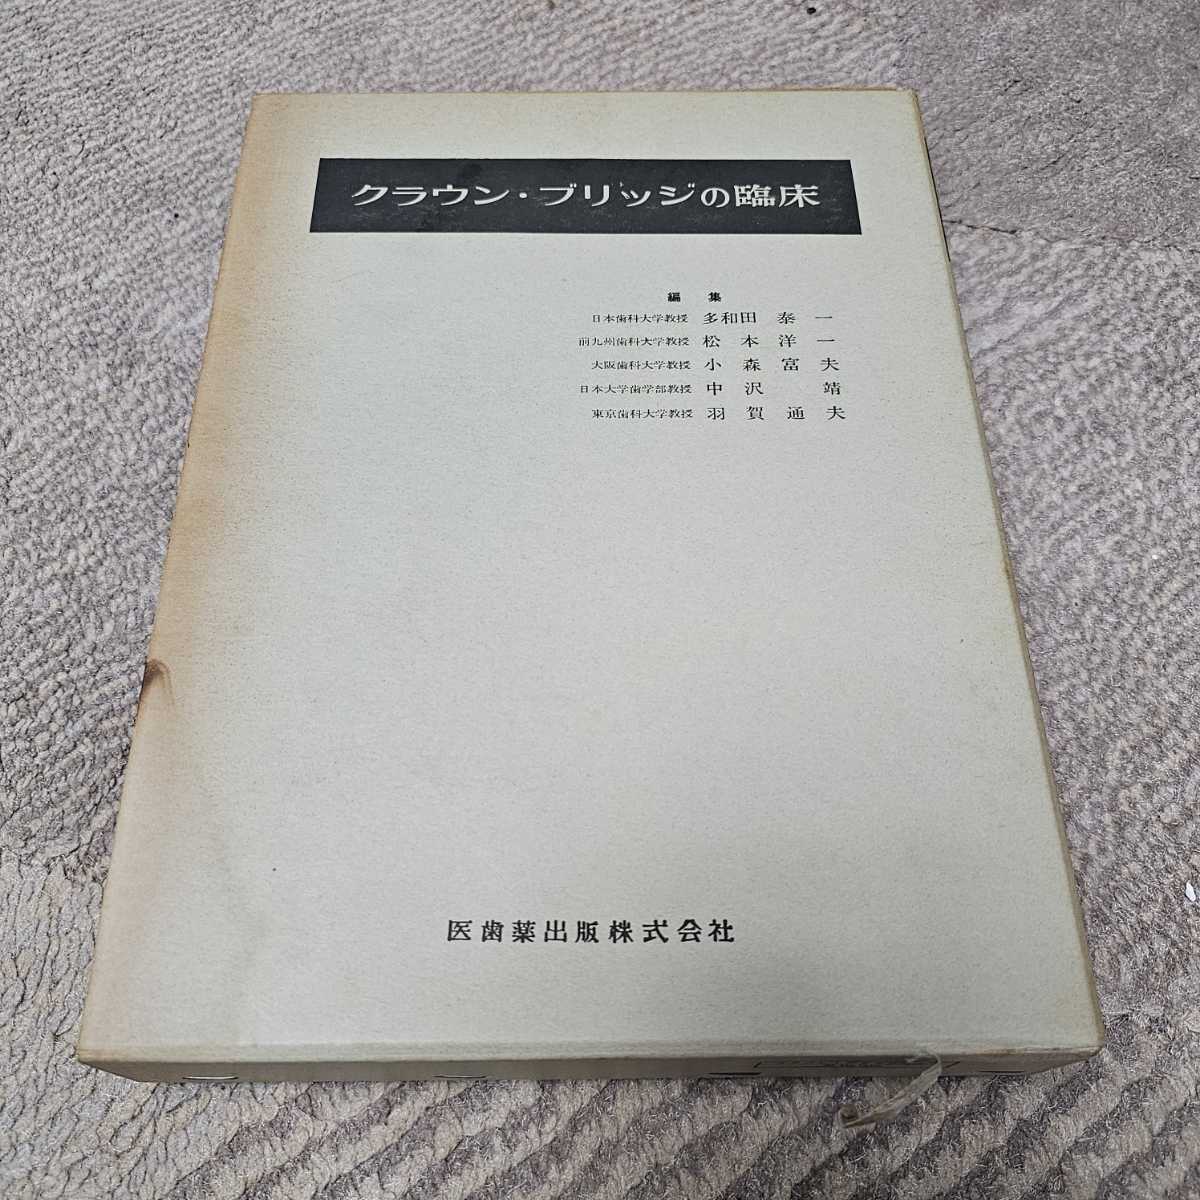 クラウン・ブリッジの臨床
編集
日本歯科大学教授 多和田泰一
前九州歯科大学教授 松本洋一
大阪歯科大学教授 小森富夫
日本大学歯学部教授 中沢靖
東京歯科大学教授 羽賀通夫
医歯薬出版株式会社